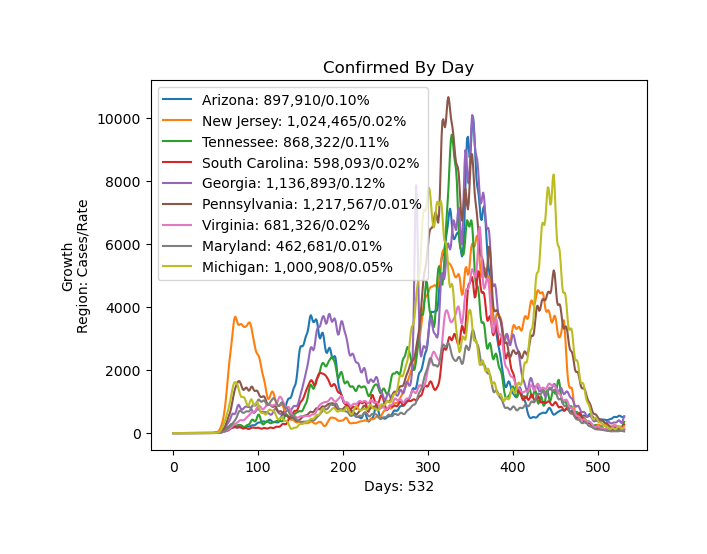 Confirmed By Day
Growth
Region: Cases/Rate
10000
8000
6000
4000
2000
0
Arizona: 897,910/0.10%
New Jersey: 1,024,465/0.02%
Tennessee: 868,322/0.11%
South Carolina: 598,093/0.02%
Georgia: 1,136,893/0.12%
Pennsylvania: 1,217,567/0.01%
Virginia: 681,326/0.02%
Maryland: 462,681/0.01%
Michigan: 1,000,908/0.05%
0 100 200 300 400 500
Days: 532